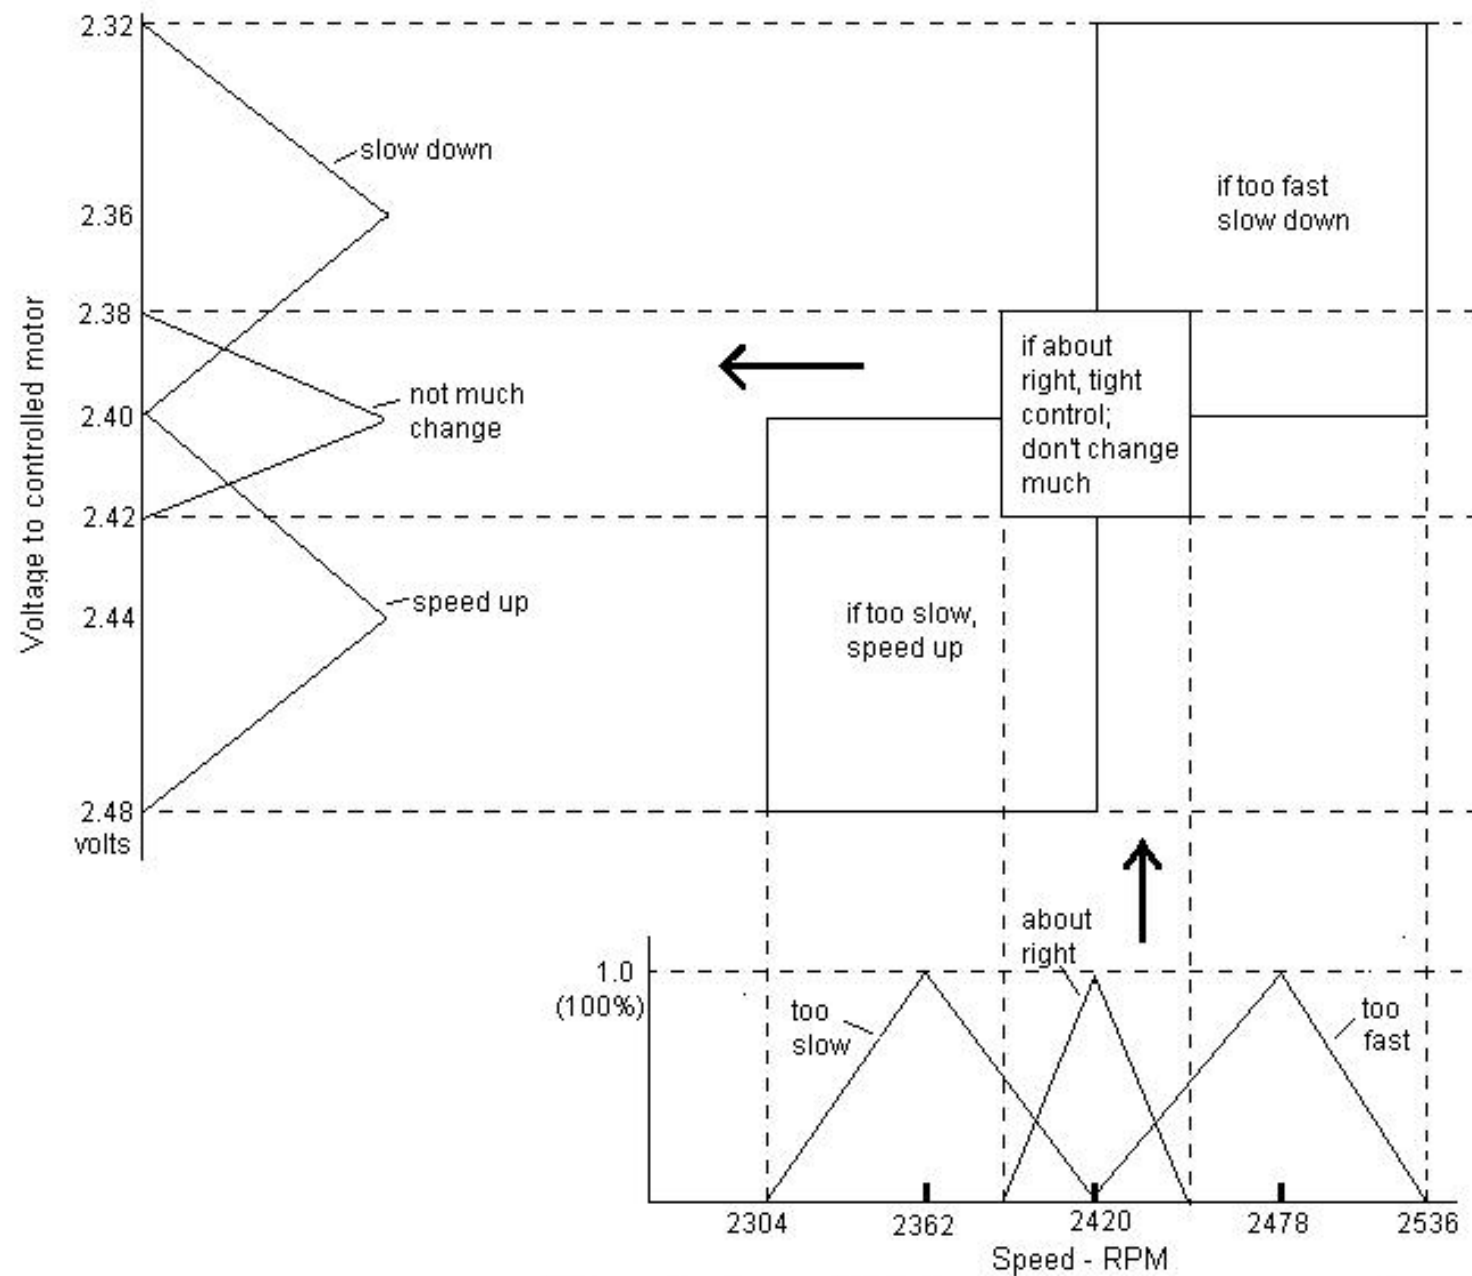 2.32
slow down
if too fast
slow down
2.36
Voltage to controlled motor
2.38
if about
right, tight
control;
don't change
much
not much
change
2.40
2.42
speed up
2.44
if too slow,
speed up
2.48
volts
about
right
1.0
(100%)
too
slow
too
fast
2304
2362
2420
2478
2536
Speed - RPM